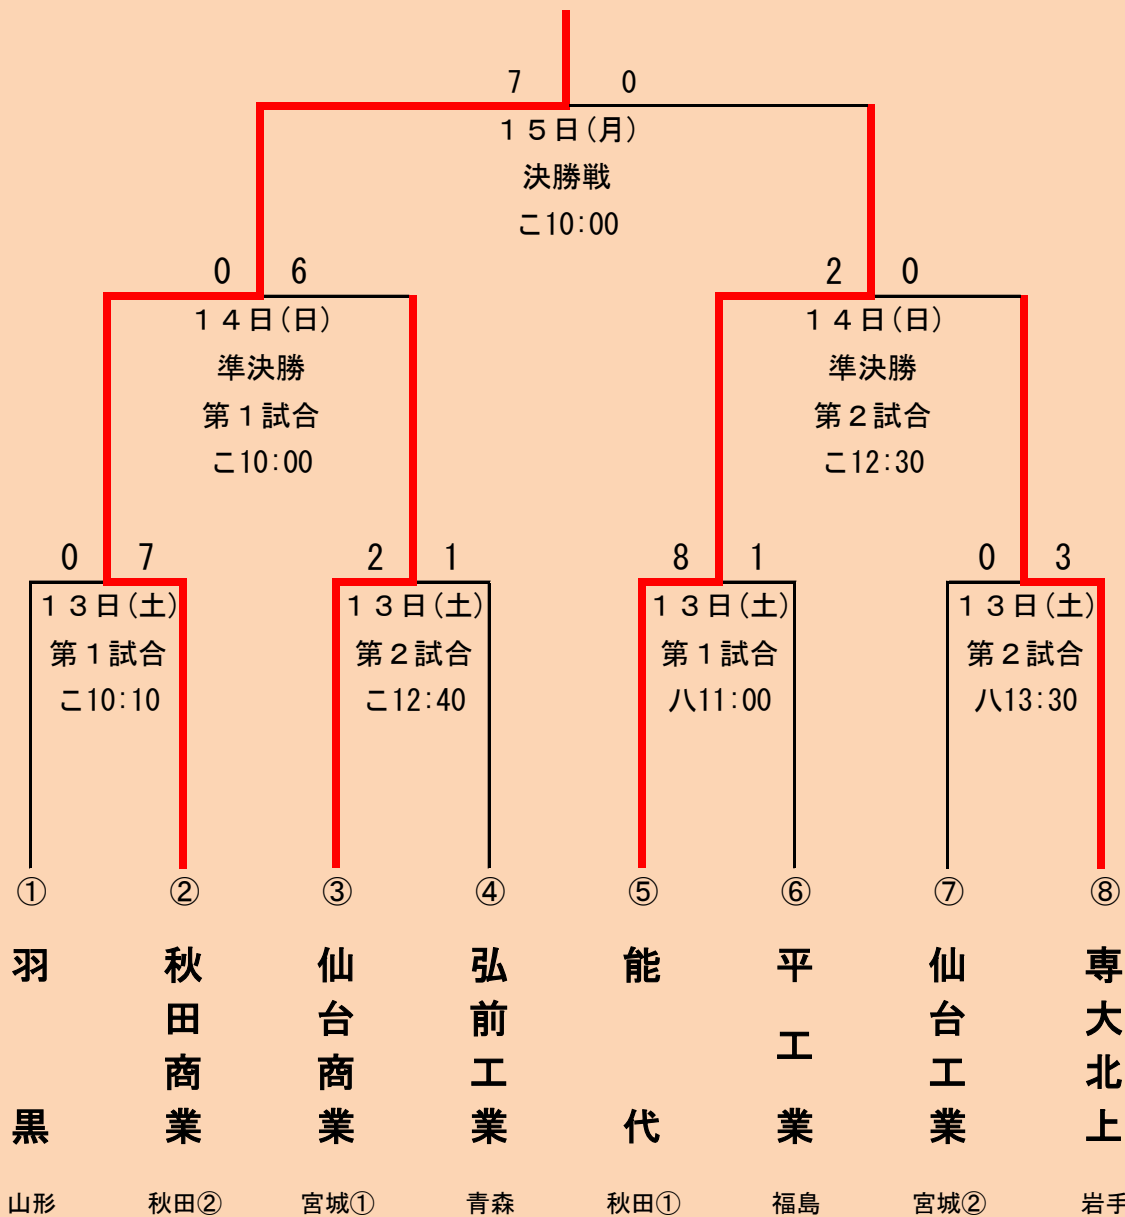 7 0
１５日(月)
決勝戦
こ10:00
0 6
１４日(日)
準決勝
第１試合
こ10:00
2 0
１４日(日)
準決勝
第２試合
こ12:30
0 7
１３日(土)
第１試合
こ10:10
2 1
１３日(土)
第２試合
こ12:40
8 1
１３日(土)
第１試合
八11:00
0 3
１３日(土)
第２試合
八13:30
①
羽黒
山形
②
秋田商業
秋田②
③
仙台商業
宮城①
④
弘前工業
青森
⑤
能代
秋田①
⑥
平工業
福島
⑦
仙台工業
宮城②
⑧
専大北上
岩手